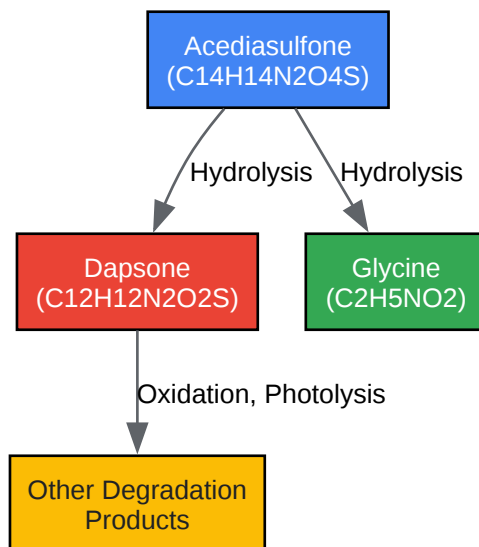 Acediasulfone
(C14H14N2O4S)
Hydrolysis
Hydrolysis
Dapsone
(C12H12N2O2S)
Glycine
(C2H5NO2)
Oxidation, Photolysis
Other Degradation
Products